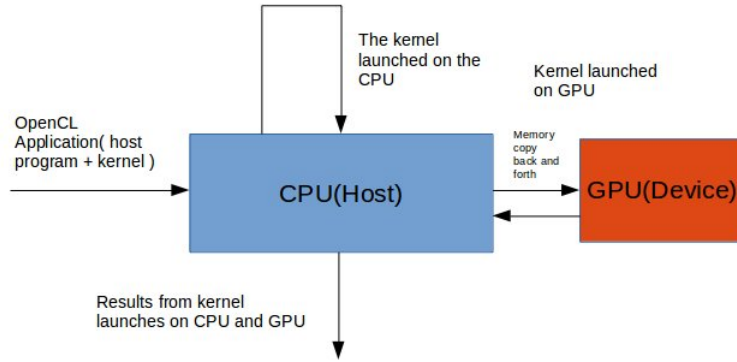 The kernel
launched on the
CPU
Kernel launched
on GPU
OpenCL
Application( host
program + kernel )
Memory
copy
back and
forth
CPU(Host)
GPU(Device)
Results from kernel
launches on CPU and GPU